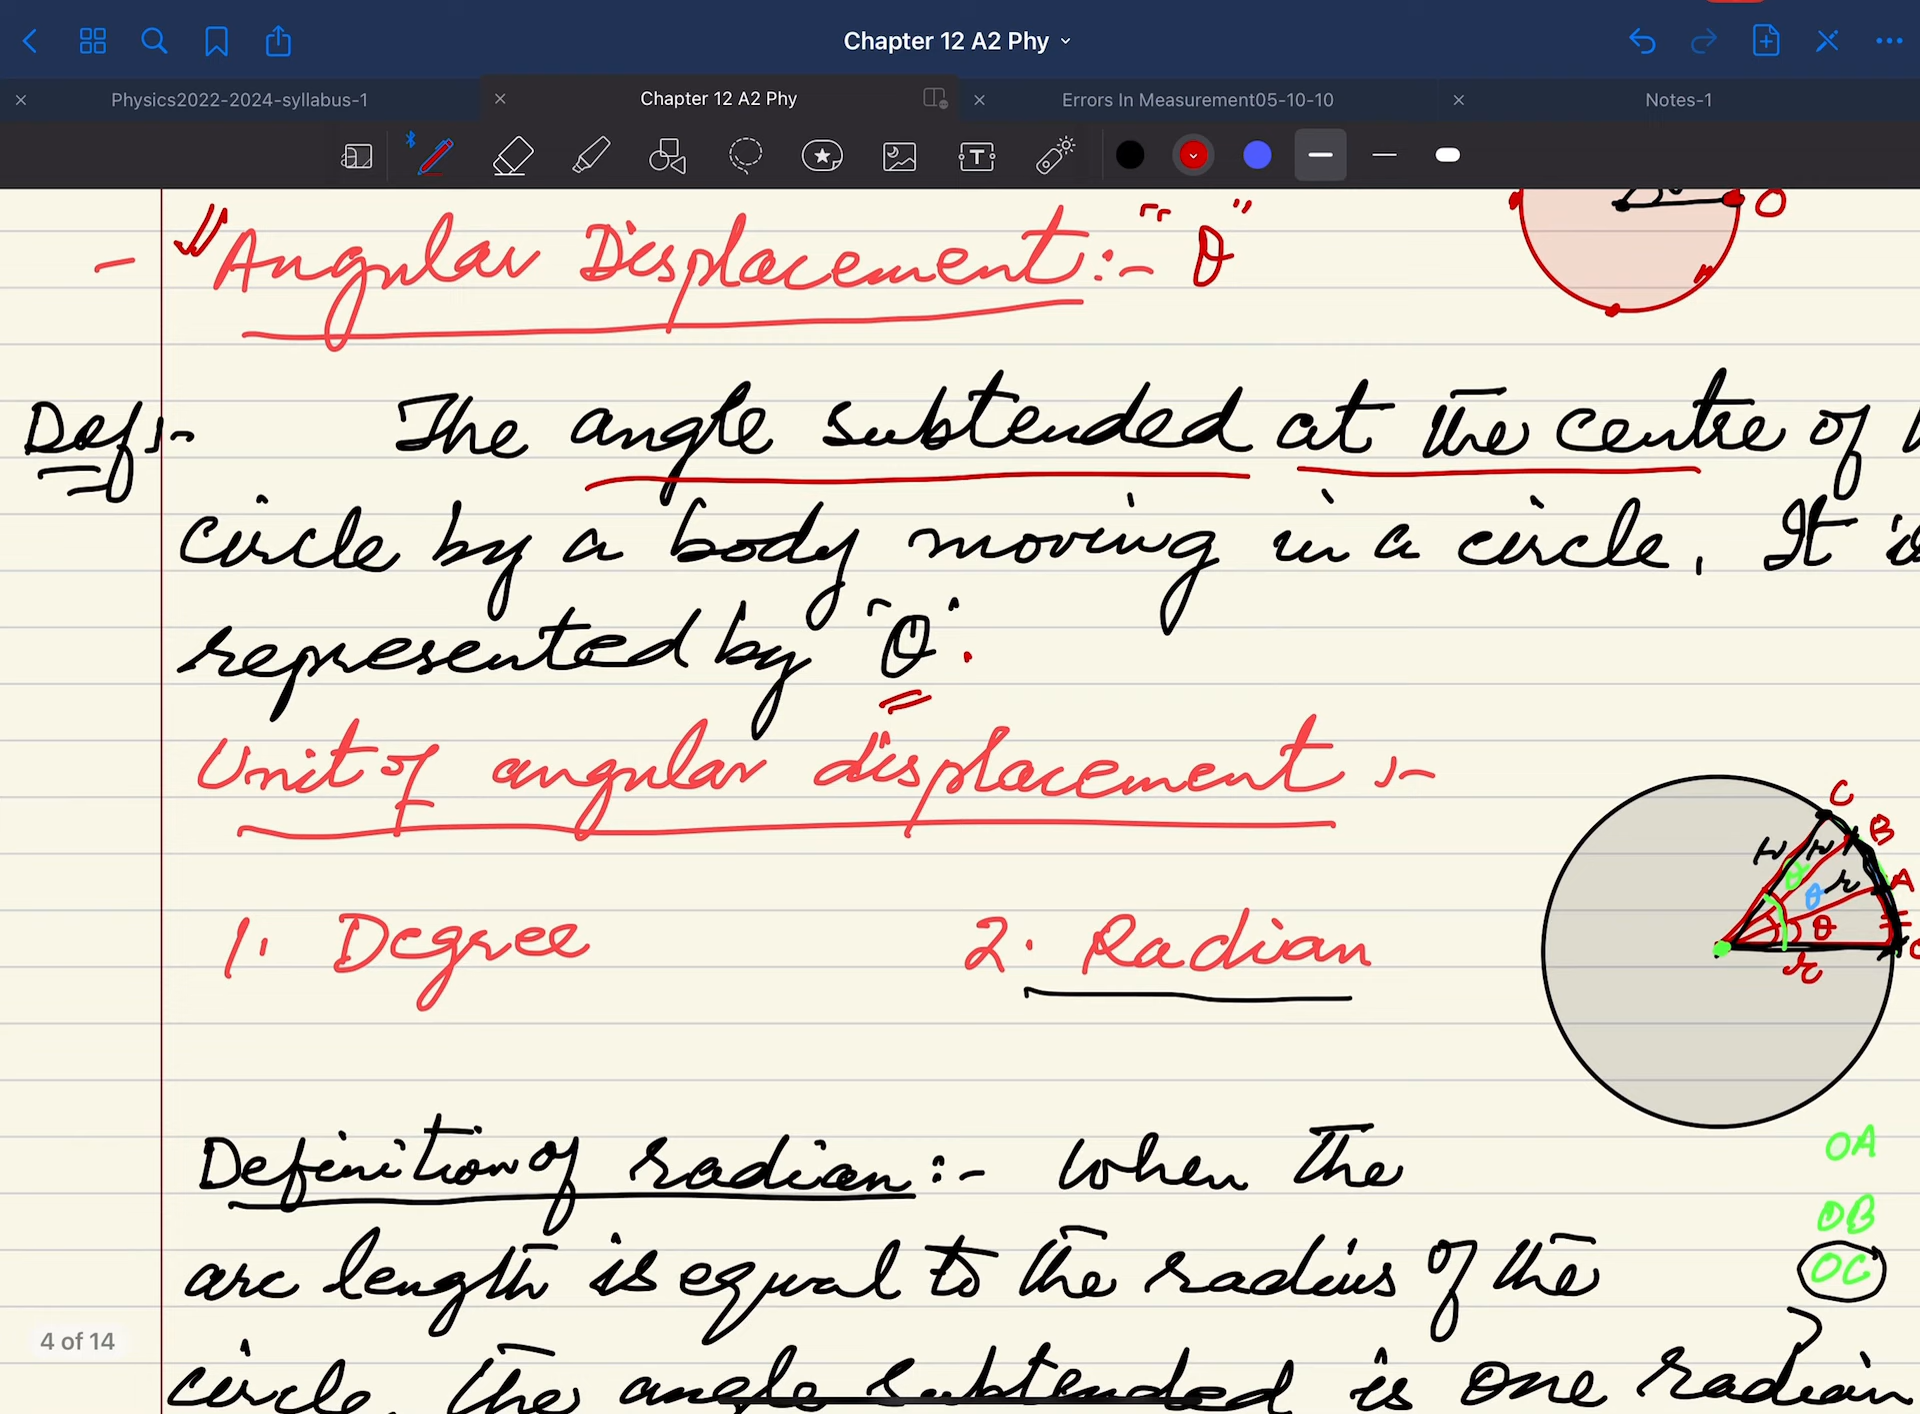 Chapter 12 A2 Phy
Physics2022-2024-syllabus-1
Chapter 12 A2 Phy
Errors In Measurement05-10-10
Notes-1
T
- "Angular Displacement:- "θ"
O
Def:- The angle subtended at the centre of
circle by a body moving in a circle. It is
represented by "θ".
Unit of angular displacement :-
C
B
r r
θ
θ r A
θ
r
1. Degree 2. Radian
Definition of radian:- When the
OA
OB
OC
arc length is equal to the radius of the
circle, the angle subtended is one radian
4 of 14